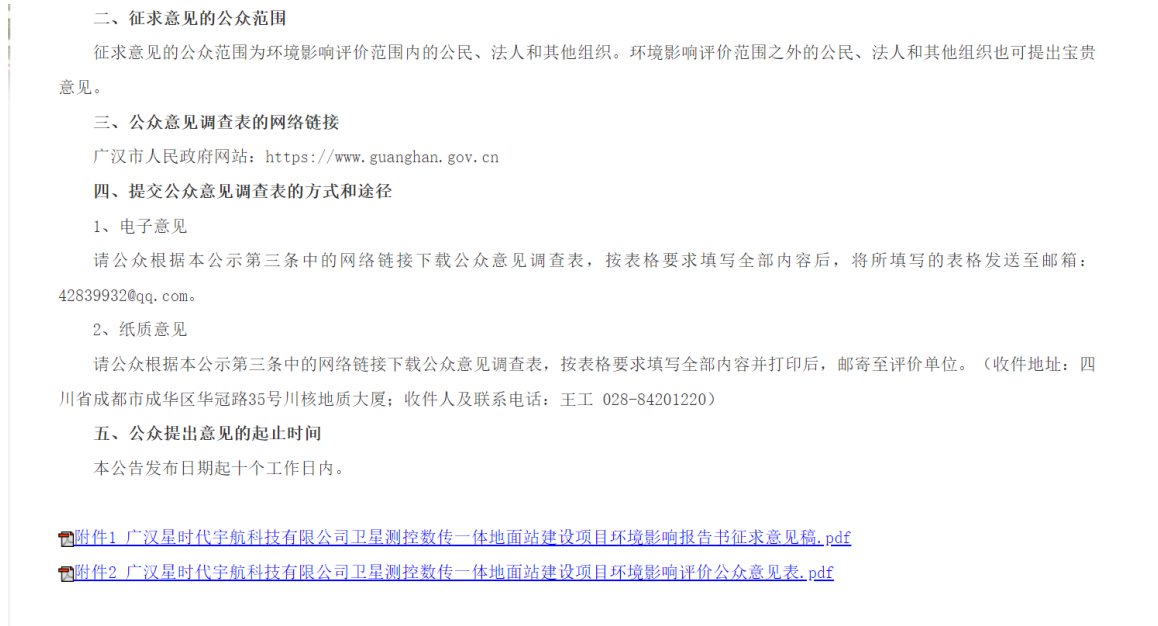 二、征求意见的公众范围
征求意见的公众范围为环境影响评价范围内的公民、法人和其他组织。环境影响评价范围之外的公民、法人和其他组织也可提出宝贵
意见。
三、公众意见调查表的网络链接
广汉市人民政府网站：https://www.guanghan.gov.cn
四、提交公众意见调查表的方式和途径
1、电子意见
请公众根据本公示第三条中的网络链接下载公众意见调查表，按表格要求填写全部内容后，将所填写的表格发送至邮箱：
42839932@qq.com。
2、纸质意见
请公众根据本公示第三条中的网络链接下载公众意见调查表，按表格要求填写全部内容并打印后，邮寄至评价单位。（收件地址：四
川省成都市成华区华冠路35号川核地质大厦；收件人及联系电话：王工 028-84201220）
五、公众提出意见的起止时间
本公告发布日期起十个工作日内。
附件1 广汉星时代宇航科技有限公司卫星测控数传一体地面站建设项目环境影响报告书征求意见稿.pdf
附件2 广汉星时代宇航科技有限公司卫星测控数传一体地面站建设项目环境影响评价公众意见表.pdf